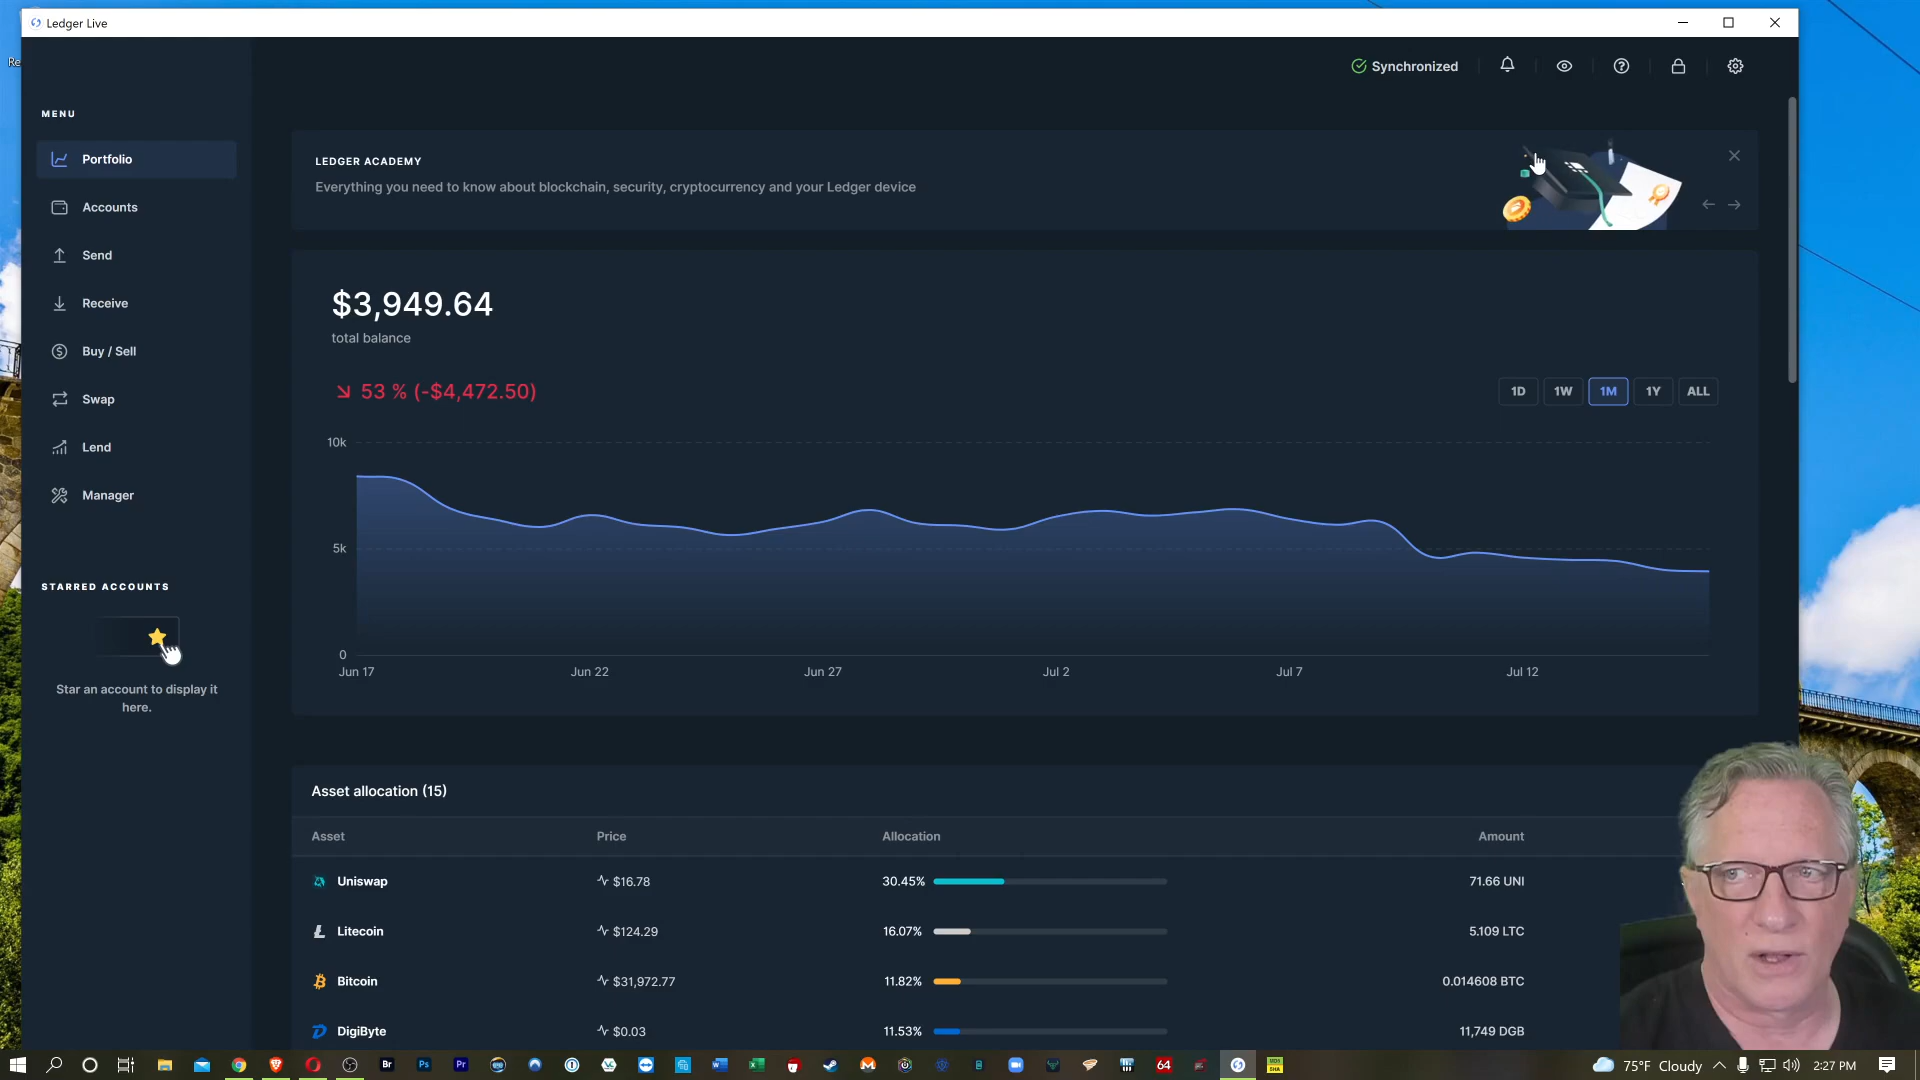 Ledger Live
Re
Synchronized
MENU
Portfolio
Accounts
Send
Receive
Buy / Sell
Swap
Lend
Manager
STARRED ACCOUNTS
Star an account to display it
here.
LEDGER ACADEMY
Everything you need to know about blockchain, security, cryptocurrency and your Ledger device
$3,949.64
total balance
53 % (-$4,472.50)
1D 1W 1M 1Y ALL
10k
5k
0
Jun 17 Jun 22 Jun 27 Jul 2 Jul 7 Jul 12
Asset allocation (15)
Asset Price Allocation Amount
Uniswap $16.78 30.45% 71.66 UNI
Litecoin $124.29 16.07% 5.109 LTC
Bitcoin $31,972.77 11.82% 0.014608 BTC
DigiByte $0.03 11.53% 11,749 DGB
Br Ps Pr 64 75°F Cloudy 2:27 PM